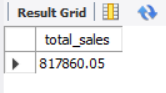 Result Grid
total_sales
817860.05